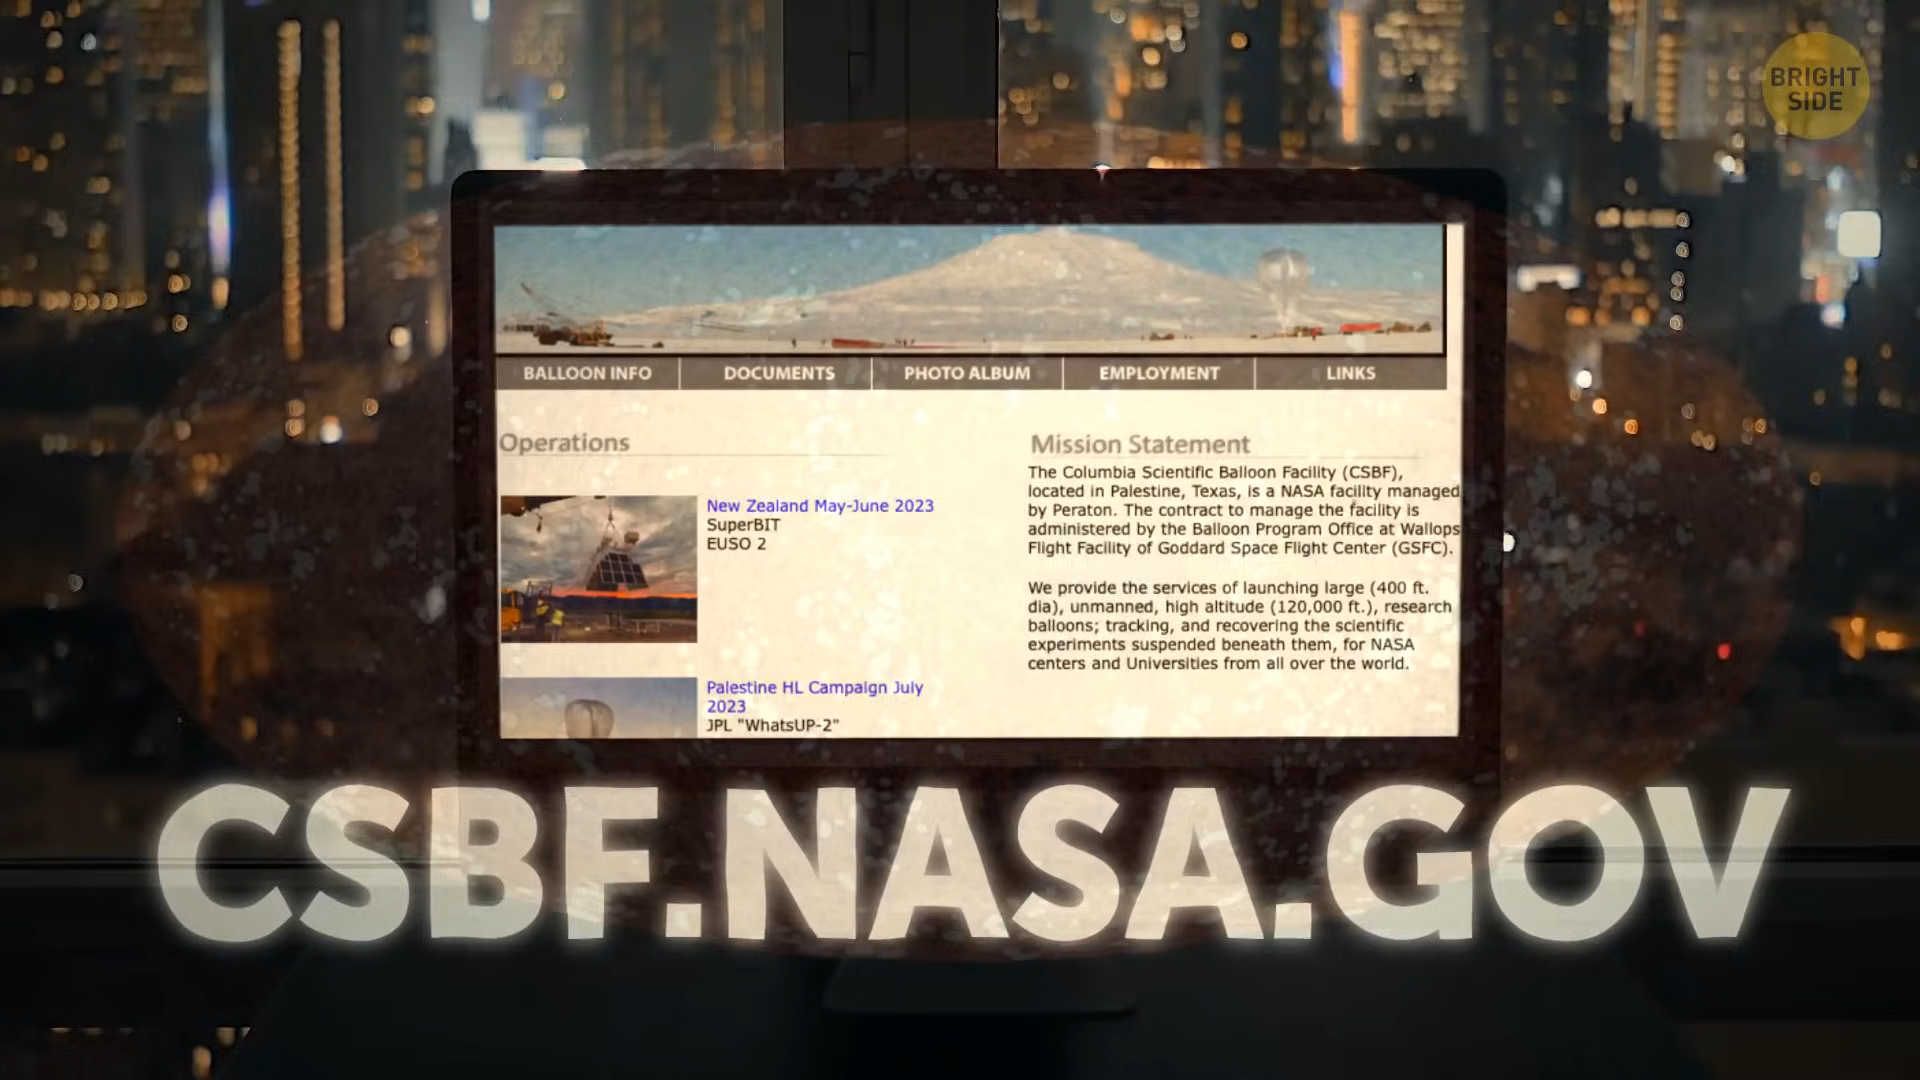 BRIGHT
SIDE
BALLOON INFO
DOCUMENTS
PHOTO ALBUM
EMPLOYMENT
LINKS
Operations
New Zealand May-June 2023
SuperBIT
EUSO 2
Palestine HL Campaign July
2023
JPL "WhatsUP-2"
Mission Statement
The Columbia Scientific Balloon Facility (CSBF),
located in Palestine, Texas, is a NASA facility managed
by Peraton. The contract to manage the facility is
administered by the Balloon Program Office at Wallops
Flight Facility of Goddard Space Flight Center (GSFC).
We provide the services of launching large (400 ft.
dia), unmanned, high altitude (120,000 ft.), research
balloons; tracking, and recovering the scientific
experiments suspended beneath them, for NASA
centers and Universities from all over the world.
CSBF.NASA.GOV